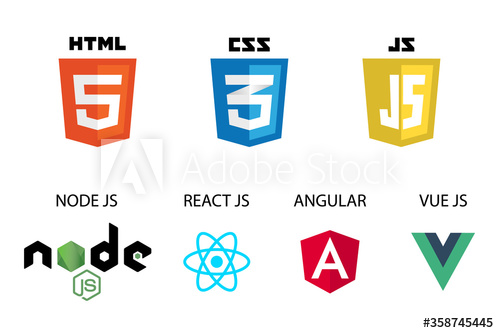 HTML CSS JS
5 3 JS
Adobe Stock
NODE JS REACT JS ANGULAR VUE JS
node
JS
A
#358745445